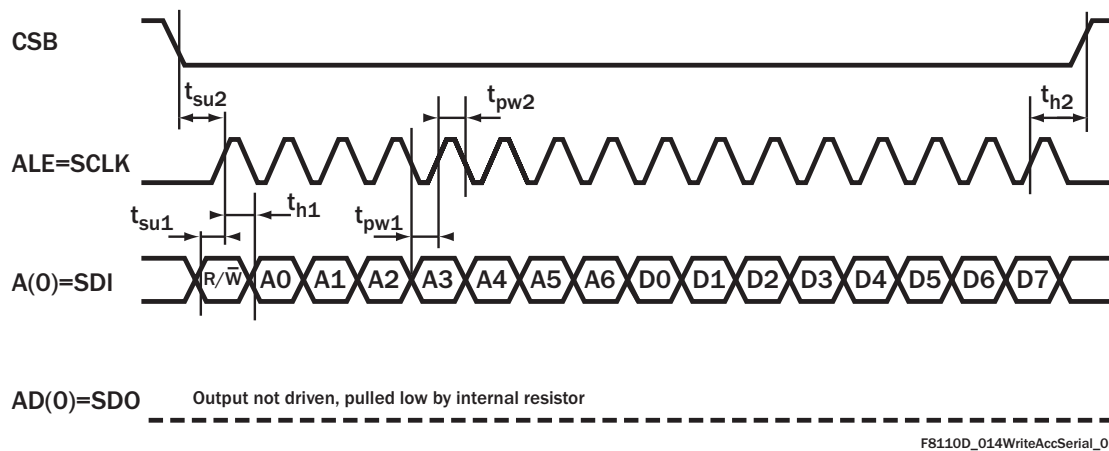 CSB
tsu2
tpw2
th2
ALE=SCLK
tsu1
th1
tpw1
A(0)=SDI
R/W̅ A0 A1 A2 A3 A4 A5 A6 D0 D1 D2 D3 D4 D5 D6 D7
AD(0)=SDO
Output not driven, pulled low by internal resistor
F8110D_014WriteAccSerial_0